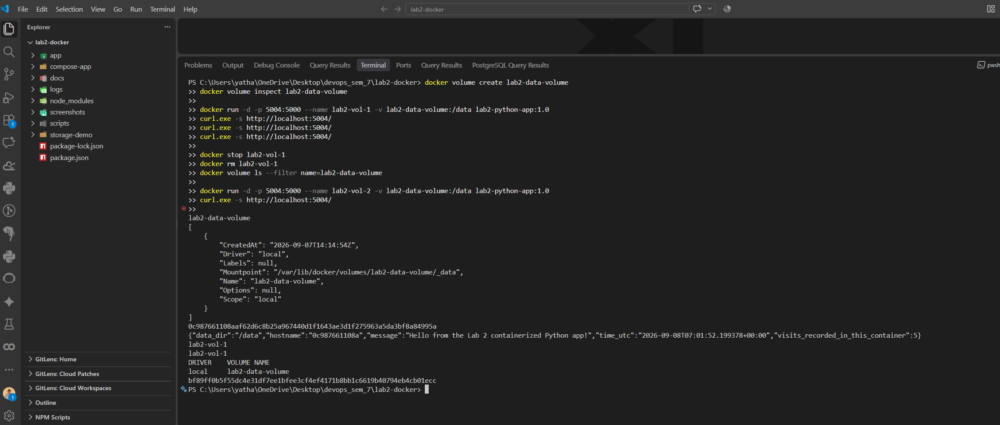 File Edit Selection View Go Run Terminal Help
lab2-docker
Explorer
lab2-docker
app
compose-app
docs
logs
node_modules
screenshots
scripts
storage-demo
package-lock.json
package.json
GitLens: Home
GitLens: Cloud Patches
GitLens: Cloud Workspaces
Outline
NPM Scripts
1
1
Problems Output Debug Console Query Results Terminal Ports Query Results PostgreSQL Query Results
pwsh
PS C:\Users\yatha\OneDrive\Desktop\devops_sem_7\lab2-docker> docker volume create lab2-data-volume
>> docker volume inspect lab2-data-volume
>>
>> docker run -d -p 5004:5000 --name lab2-vol-1 -v lab2-data-volume:/data lab2-python-app:1.0
>> curl.exe -s http://localhost:5004/
>> curl.exe -s http://localhost:5004/
>> curl.exe -s http://localhost:5004/
>>
>> docker stop lab2-vol-1
>> docker rm lab2-vol-1
>> docker volume ls --filter name=lab2-data-volume
>>
>> docker run -d -p 5004:5000 --name lab2-vol-2 -v lab2-data-volume:/data lab2-python-app:1.0
>> curl.exe -s http://localhost:5004/
>>
lab2-data-volume
[
    {
        "CreatedAt": "2026-09-07T14:14:54Z",
        "Driver": "local",
        "Labels": null,
        "Mountpoint": "/var/lib/docker/volumes/lab2-data-volume/_data",
        "Name": "lab2-data-volume",
        "Options": null,
        "Scope": "local"
    }
]
0c987661108aaf62d6c8b25a967440d1f1643ae3d1f275963a5da3bf8a84995a
{"data_dir":"/data","hostname":"0c987661108a","message":"Hello from the Lab 2 containerized Python app!","time_utc":"2026-09-08T07:01:52.199378+00:00","visits_recorded_in_this_container":5}
lab2-vol-1
lab2-vol-1
DRIVER    VOLUME NAME
local     lab2-data-volume
bf89ff0b5f55dc4e31df7ee1bfee3cf4ef4171b8bb1c6619b40794eb4cb01ecc
PS C:\Users\yatha\OneDrive\Desktop\devops_sem_7\lab2-docker>